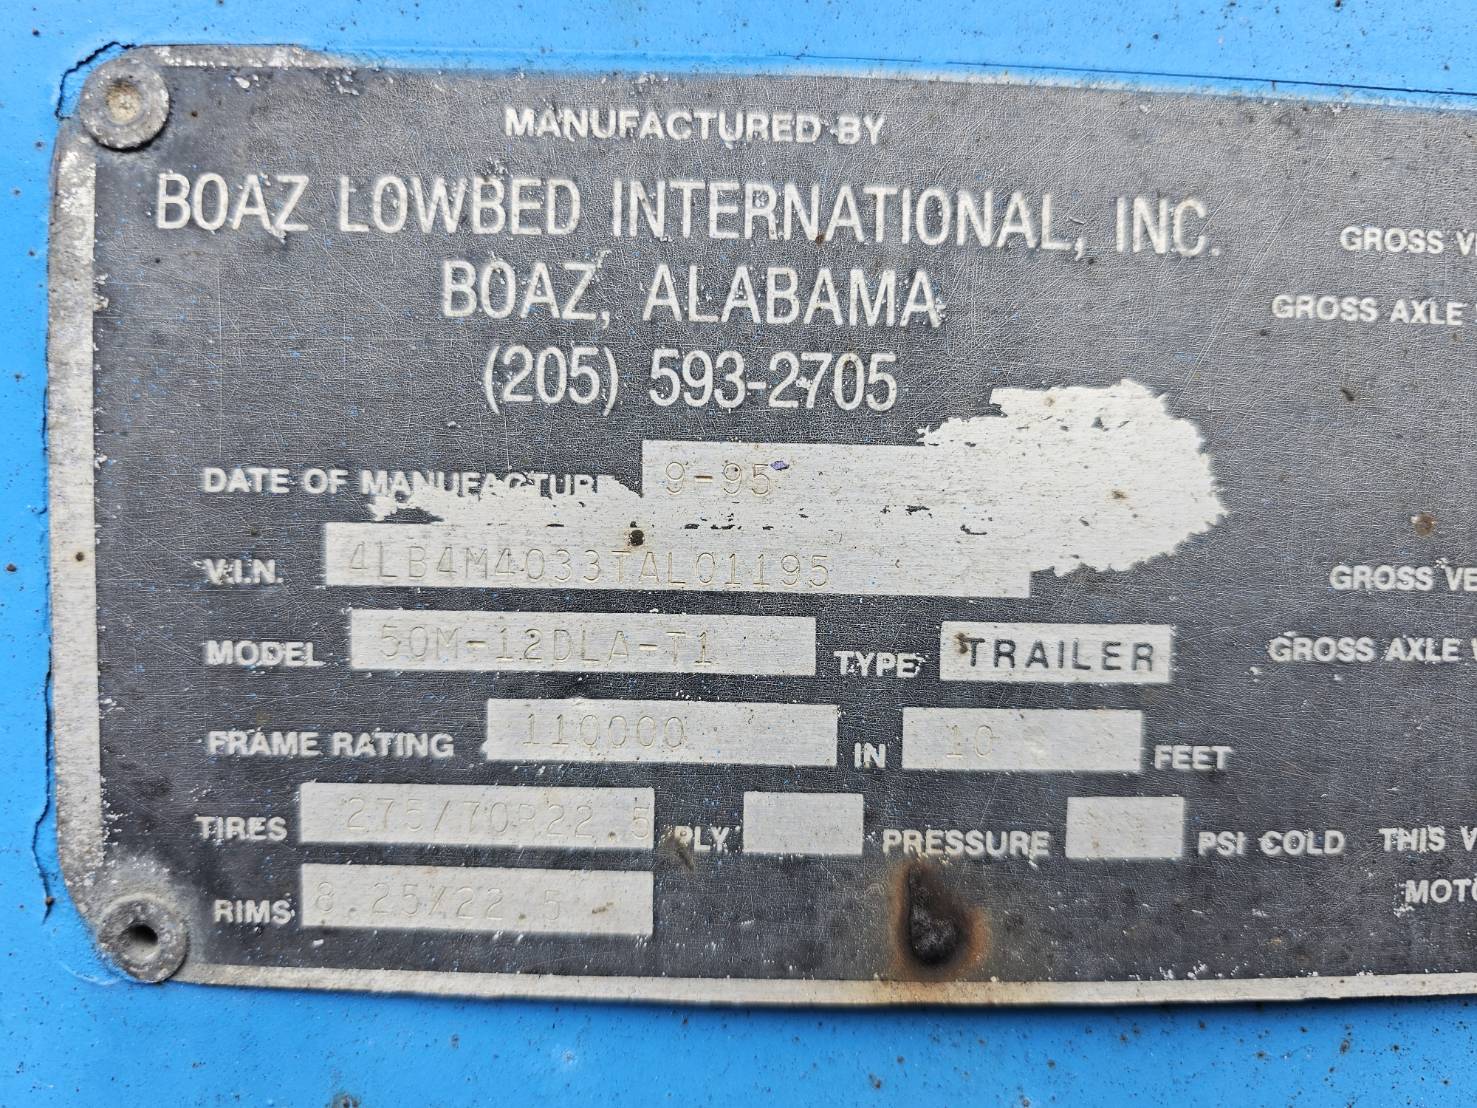 MANUFACTURED BY
BOAZ LOWBED INTERNATIONAL, INC.
BOAZ, ALABAMA
(205) 593-2705
DATE OF MANUFACTURE 9-95
V.I.N. 4LB4M4033TAL01195
MODEL 50M-12DLA-T1 TYPE TRAILER
FRAME RATING 110000 IN 10 FEET
TIRES 275/70R22.5 PLY PRESSURE PSI COLD
RIMS 8.25X22.5
GROSS VE
GROSS AXLE
GROSS VE
GROSS AXLE W
THIS V
MOTO